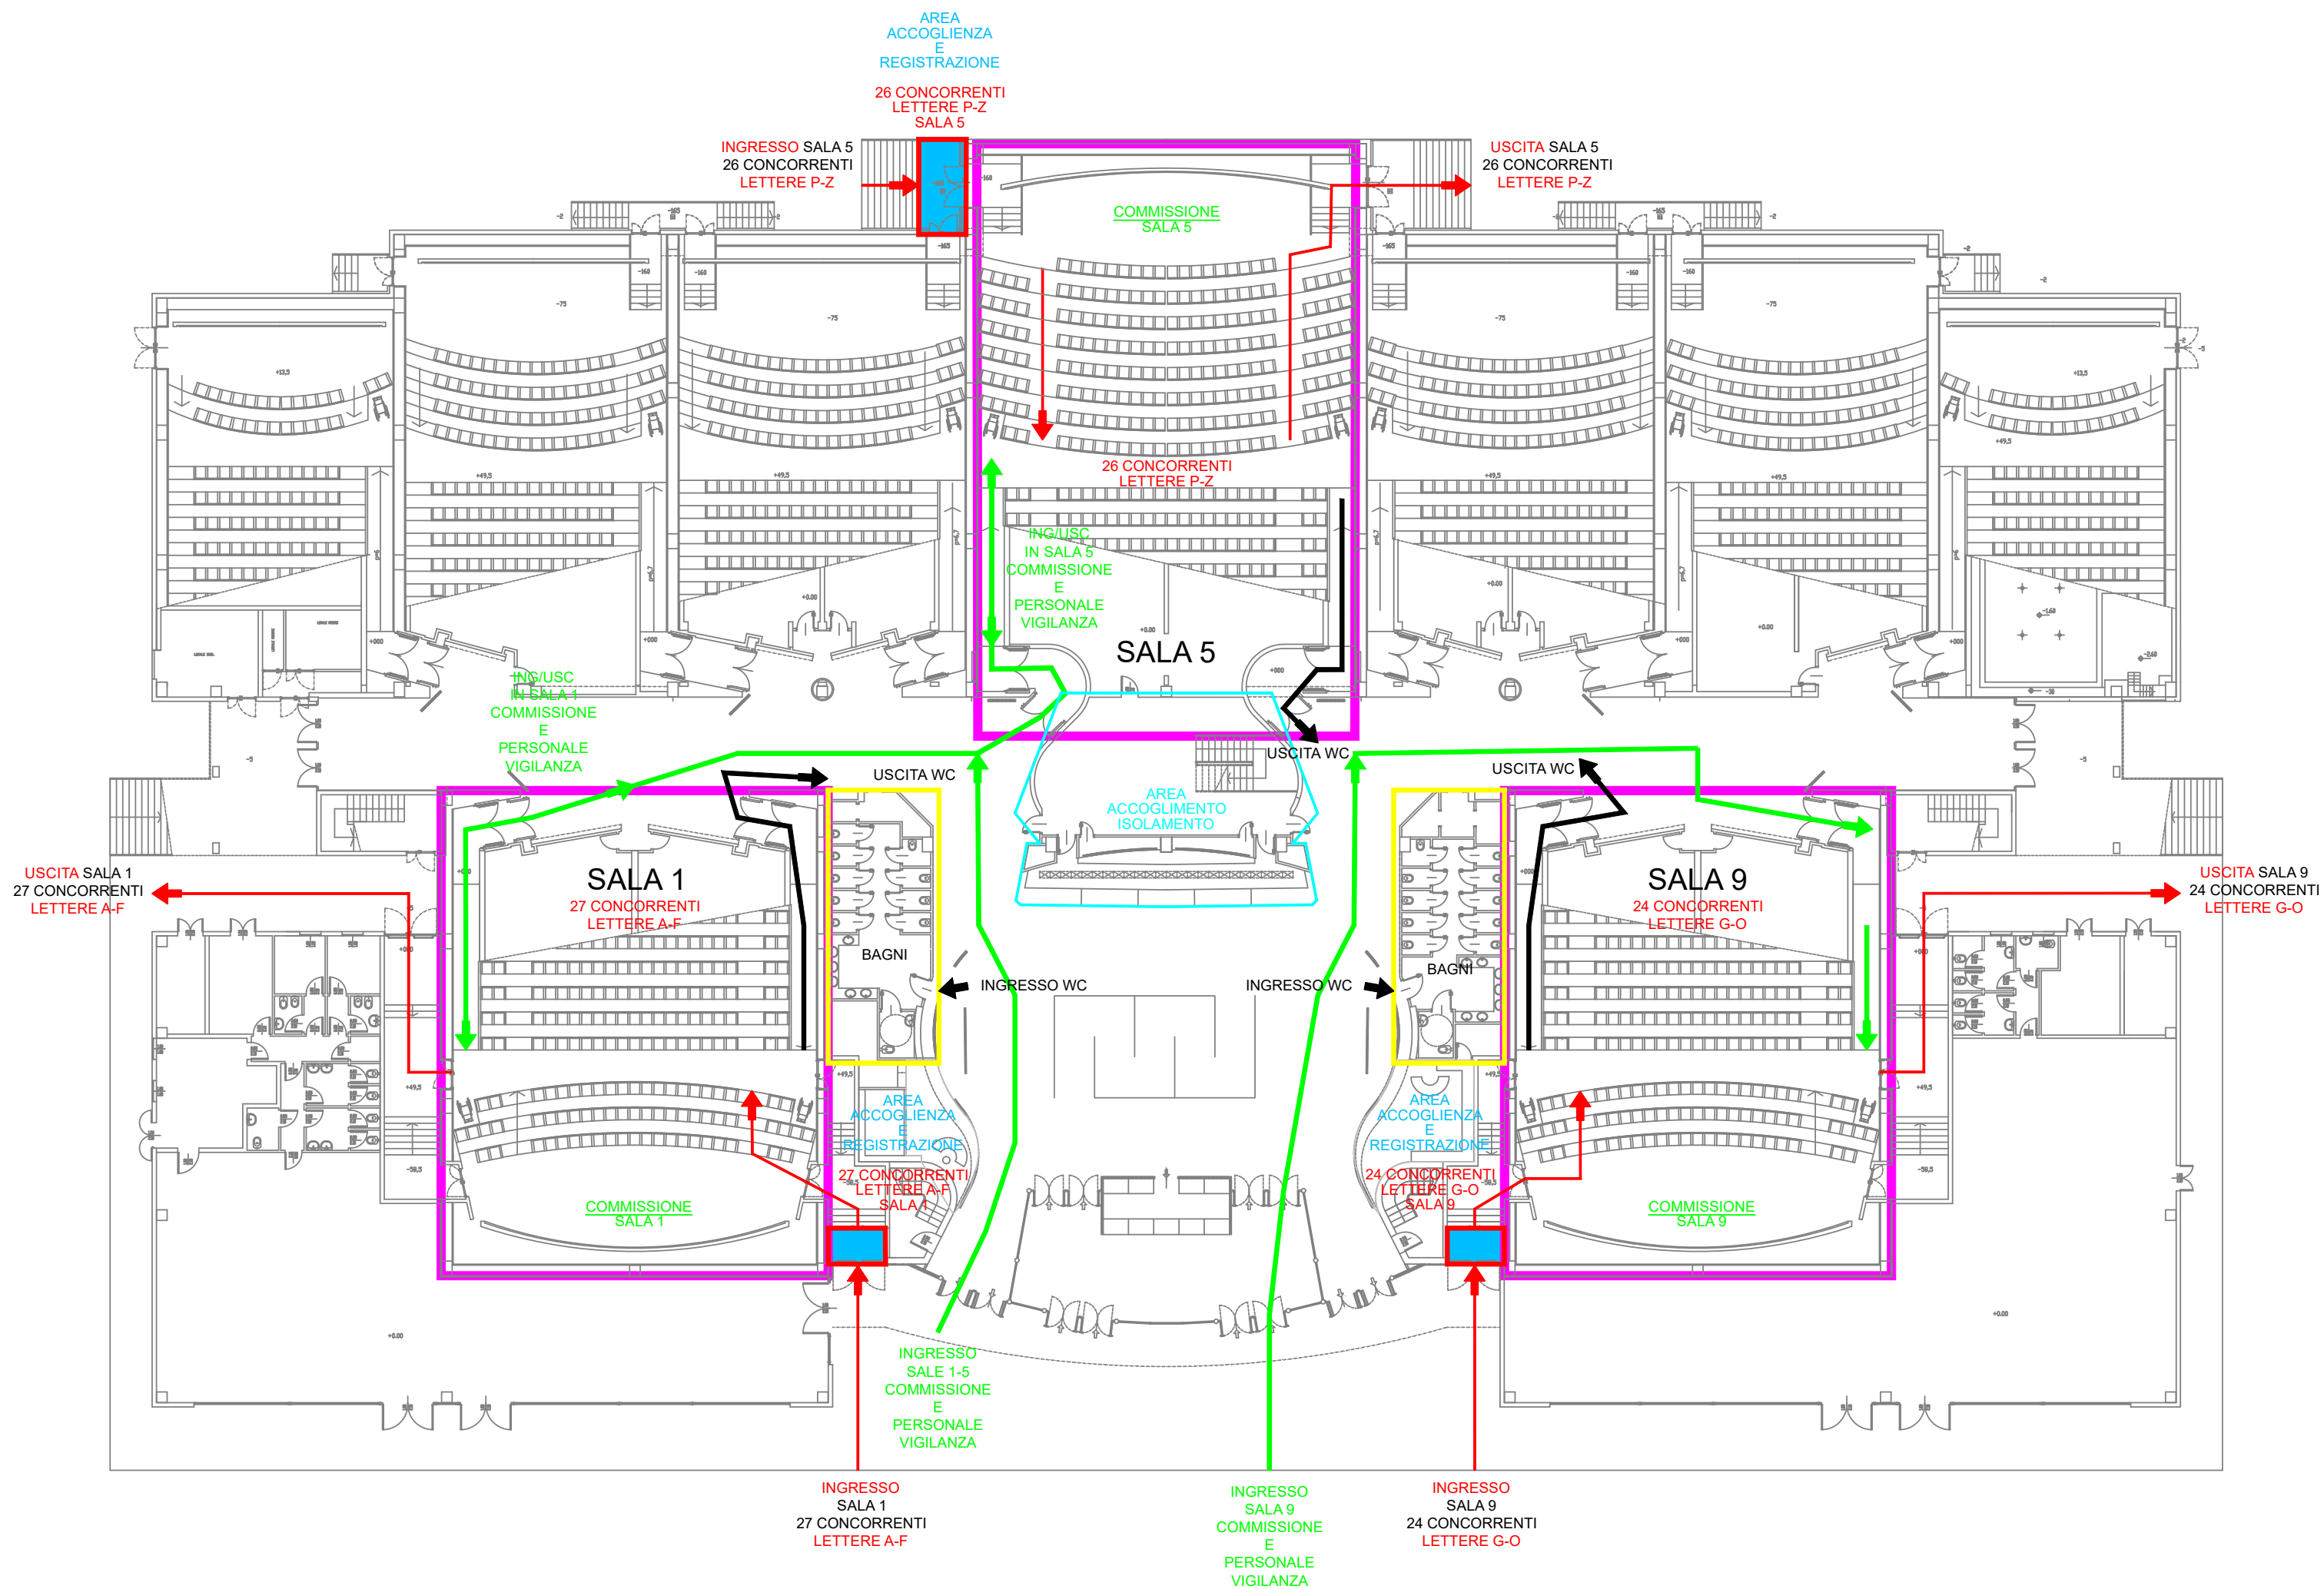 AREA
ACCOGLIENZA
E
REGISTRAZIONE
26 CONCORRENTI
LETTERE P-Z
SALA 5
INGRESSO SALA 5
26 CONCORRENTI
LETTERE P-Z
USCITA SALA 5
26 CONCORRENTI
LETTERE P-Z
COMMISSIONE
SALA 5
26 CONCORRENTI
LETTERE P-Z
ING/USC
IN SALA 5
COMMISSIONE
E
PERSONALE
VIGILANZA
SALA 5
ING/USC
IN SALA 1
COMMISSIONE
E
PERSONALE
VIGILANZA
USCITA WC
USCITA WC
USCITA WC
AREA
ACCOGLIMENTO
ISOLAMENTO
USCITA SALA 1
27 CONCORRENTI
LETTERE A-F
SALA 1
27 CONCORRENTI
LETTERE A-F
SALA 9
24 CONCORRENTI
LETTERE G-O
USCITA SALA 9
24 CONCORRENTI
LETTERE G-O
BAGNI
BAGNI
INGRESSO WC
INGRESSO WC
AREA
ACCOGLIENZA
E
REGISTRAZIONE
27 CONCORRENTI
LETTERE A-F
SALA 1
AREA
ACCOGLIENZA
E
REGISTRAZIONE
24 CONCORRENTI
LETTERE G-O
SALA 9
COMMISSIONE
SALA 1
COMMISSIONE
SALA 9
INGRESSO
SALE 1-5
COMMISSIONE
E
PERSONALE
VIGILANZA
INGRESSO
SALA 1
27 CONCORRENTI
LETTERE A-F
INGRESSO
SALA 9
COMMISSIONE
E
PERSONALE
VIGILANZA
INGRESSO
SALA 9
24 CONCORRENTI
LETTERE G-O